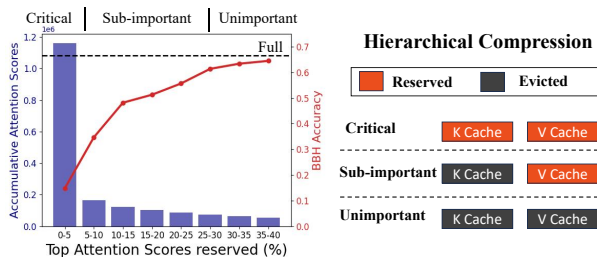 Critical | Sub-important | Unimportant
1e6
Full
Accumulative Attention Scores
1.2
1.0
0.8
0.6
0.4
0.2
0.0
0.7
0.6
0.5
0.4
0.3
0.2
0.1
0.0
BBH Accuracy
0-5 5-10 10-15 15-20 20-25 25-30 30-35 35-40
Top Attention Scores reserved (%)
Hierarchical Compression
Reserved Evicted
Critical K Cache V Cache
Sub-important K Cache V Cache
Unimportant K Cache V Cache